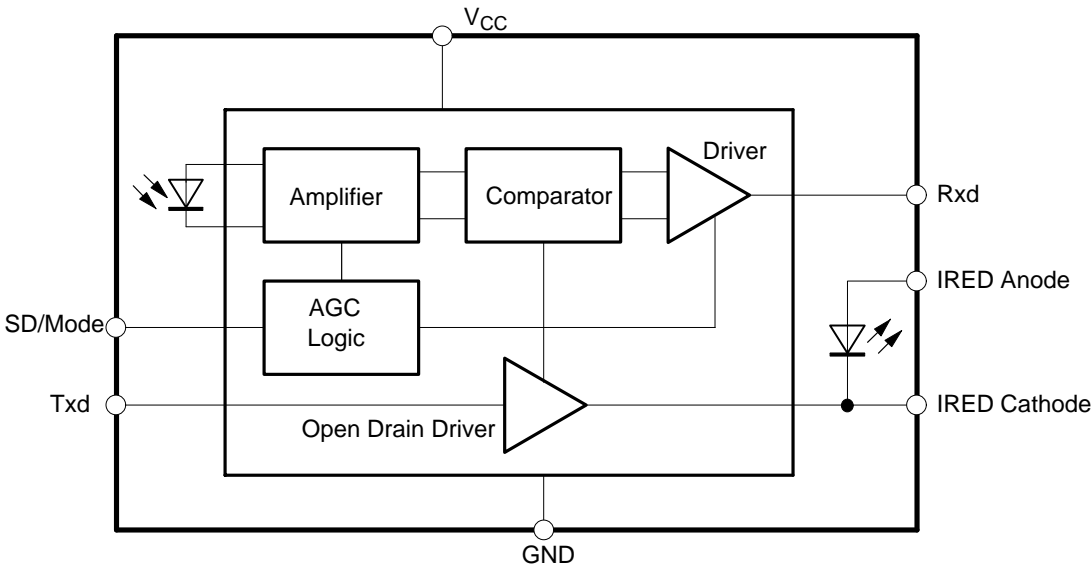 VCC
Driver
Amplifier
Comparator
Rxd
IRED Anode
AGC
Logic
SD/Mode
Txd
Open Drain Driver
IRED Cathode
GND